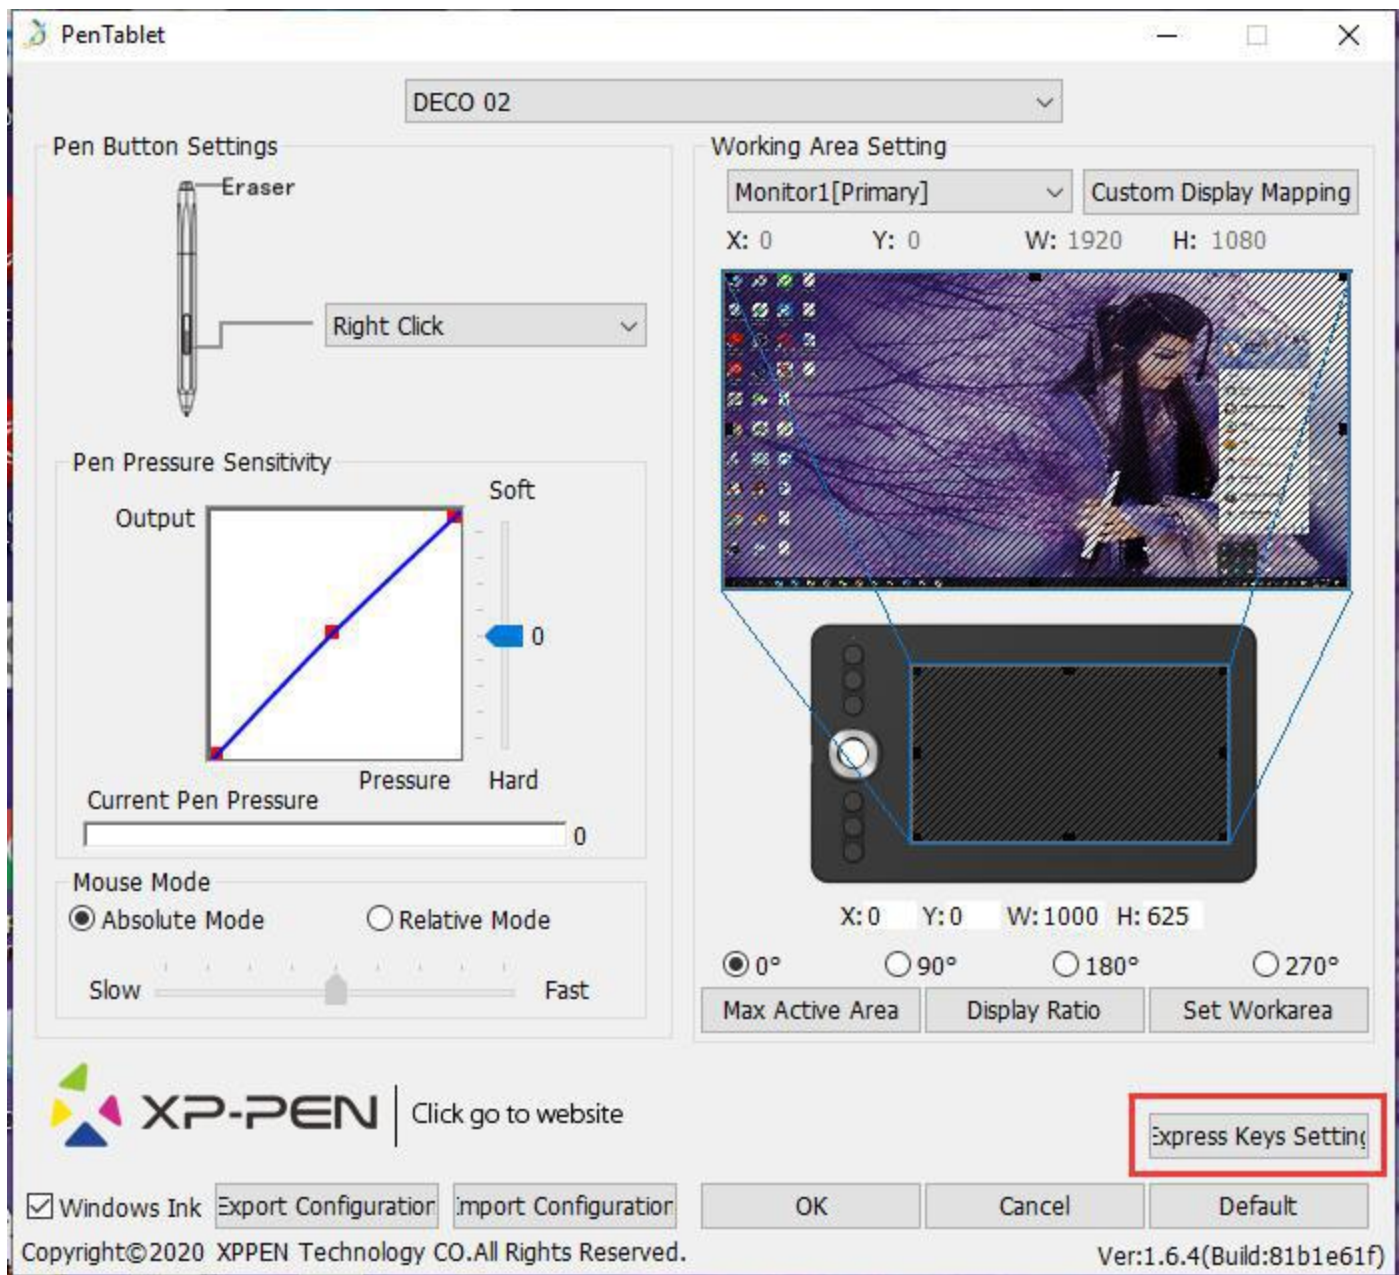 PenTablet
DECO 02
Pen Button Settings
Eraser
Right Click
Pen Pressure Sensitivity
Output
Soft
0
Pressure
Hard
Current Pen Pressure
0
Mouse Mode
Absolute Mode
Relative Mode
Slow
Fast
Working Area Setting
Monitor1[Primary]
Custom Display Mapping
X: 0 Y: 0 W: 1920 H: 1080
X:0 Y:0 W:1000 H:625
0° 90° 180° 270°
Max Active Area
Display Ratio
Set Workarea
XP-PEN
Click go to website
Express Keys Setting
Windows Ink
Export Configuration
Import Configuration
OK
Cancel
Default
Copyright©2020 XPPEN Technology CO.All Rights Reserved.
Ver:1.6.4(Build:81b1e61f)